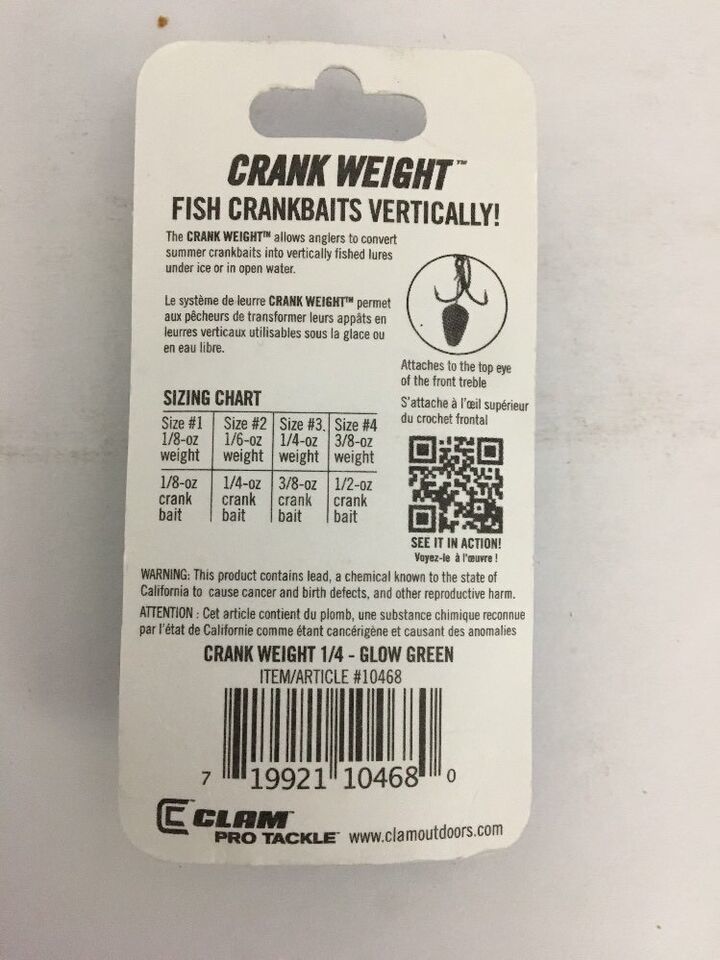 CRANK WEIGHT™
FISH CRANKBAITS VERTICALLY!
The CRANK WEIGHT™ allows anglers to convert
summer crankbaits into vertically fished lures
under ice or in open water.
Le système de leurre CRANK WEIGHT™ permet
aux pêcheurs de transformer leurs appâts en
leurres verticaux utilisables sous la glace ou
en eau libre.
Attaches to the top eye
of the front treble
S'attache à l'œil supérieur
du crochet frontal
SIZING CHART
Size #1 Size #2 Size #3. Size #4
1/8-oz 1/6-oz 1/4-oz 3/8-oz
weight weight weight weight
1/8-oz 1/4-oz 3/8-oz 1/2-oz
crank crank crank crank
bait bait bait bait
SEE IT IN ACTION!
Voyez-le à l'œuvre !
WARNING: This product contains lead, a chemical known to the state of
California to cause cancer and birth defects, and other reproductive harm.
ATTENTION : Cet article contient du plomb, une substance chimique reconnue
par l'état de Californie comme étant cancérigène et causant des anomalies
CRANK WEIGHT 1/4 - GLOW GREEN
ITEM/ARTICLE #10468
7 19921 10468 0
CLAM™
PRO TACKLE™ www.clamoutdoors.com